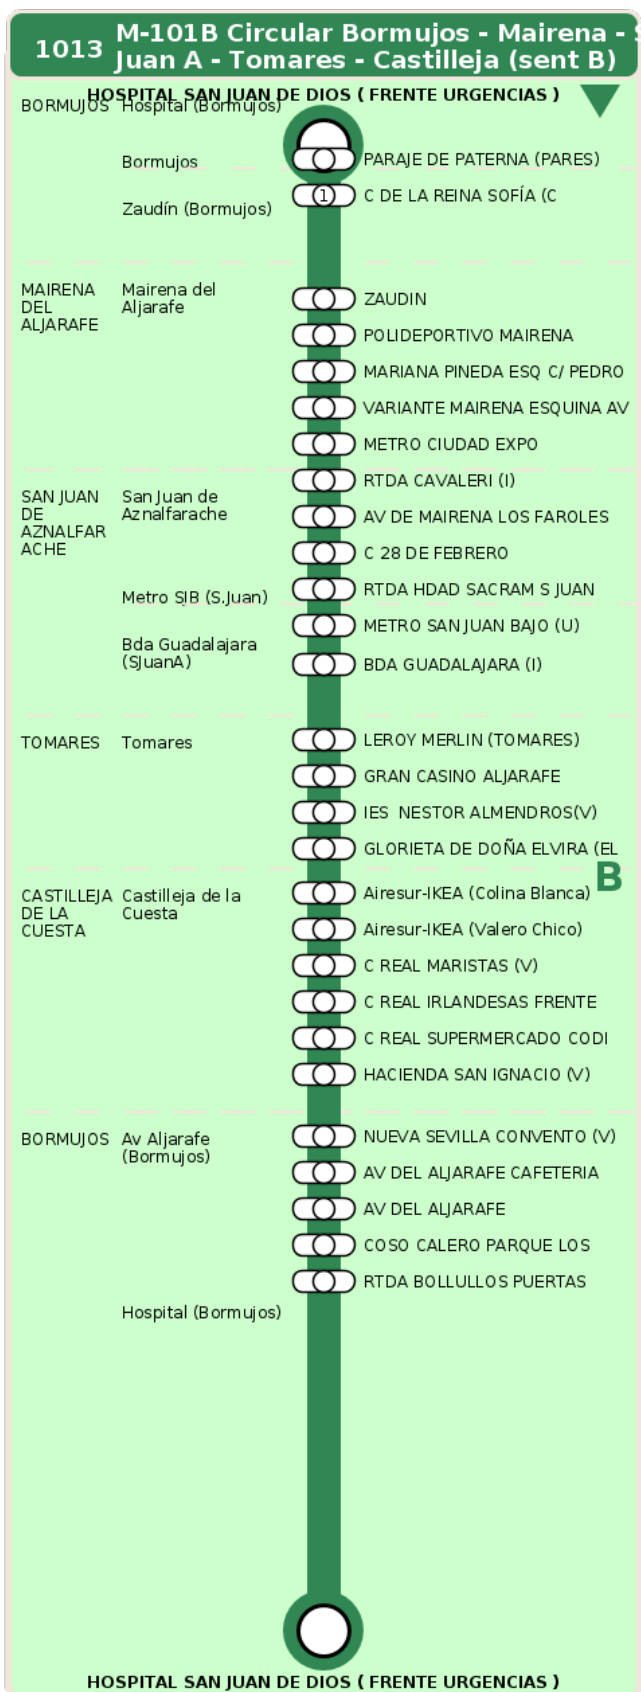 1013
M-101B Circular Bormujos - Mairena - S
Juan A - Tomares - Castilleja (sent B)
HOSPITAL SAN JUAN DE DIOS ( FRENTE URGENCIAS )
BORMUJOS Hospital (Bormujos)
Bormujos PARAJE DE PATERNA (PARES)
1 C DE LA REINA SOFÍA (C
Zaudín (Bormujos)
MAIRENA
DEL
ALJARAFE
Mairena del
Aljarafe
ZAUDIN
POLIDEPORTIVO MAIRENA
MARIANA PINEDA ESQ C/ PEDRO
VARIANTE MAIRENA ESQUINA AV
METRO CIUDAD EXPO
RTDA CAVALERI (I)
SAN JUAN
DE
AZNALFAR
ACHE
San Juan de
Aznalfarache
AV DE MAIRENA LOS FAROLES
C 28 DE FEBRERO
RTDA HDAD SACRAM S JUAN
Metro SJB (S.Juan)
METRO SAN JUAN BAJO (U)
Bda Guadalajara
(SJuanA)
BDA GUADALAJARA (I)
TOMARES Tomares LEROY MERLIN (TOMARES)
GRAN CASINO ALJARAFE
IES  NESTOR ALMENDROS(V)
GLORIETA DE DOÑA ELVIRA (EL
B
CASTILLEJA
DE LA
CUESTA
Castilleja de la
Cuesta
Airesur-IKEA (Colina Blanca)
Airesur-IKEA (Valero Chico)
C REAL MARISTAS (V)
C REAL IRLANDESAS FRENTE
C REAL SUPERMERCADO CODI
HACIENDA SAN IGNACIO (V)
BORMUJOS
Av Aljarafe
(Bormujos)
NUEVA SEVILLA CONVENTO (V)
AV DEL ALJARAFE CAFETERIA
AV DEL ALJARAFE
COSO CALERO PARQUE LOS
RTDA BOLLULLOS PUERTAS
Hospital (Bormujos)
HOSPITAL SAN JUAN DE DIOS ( FRENTE URGENCIAS )